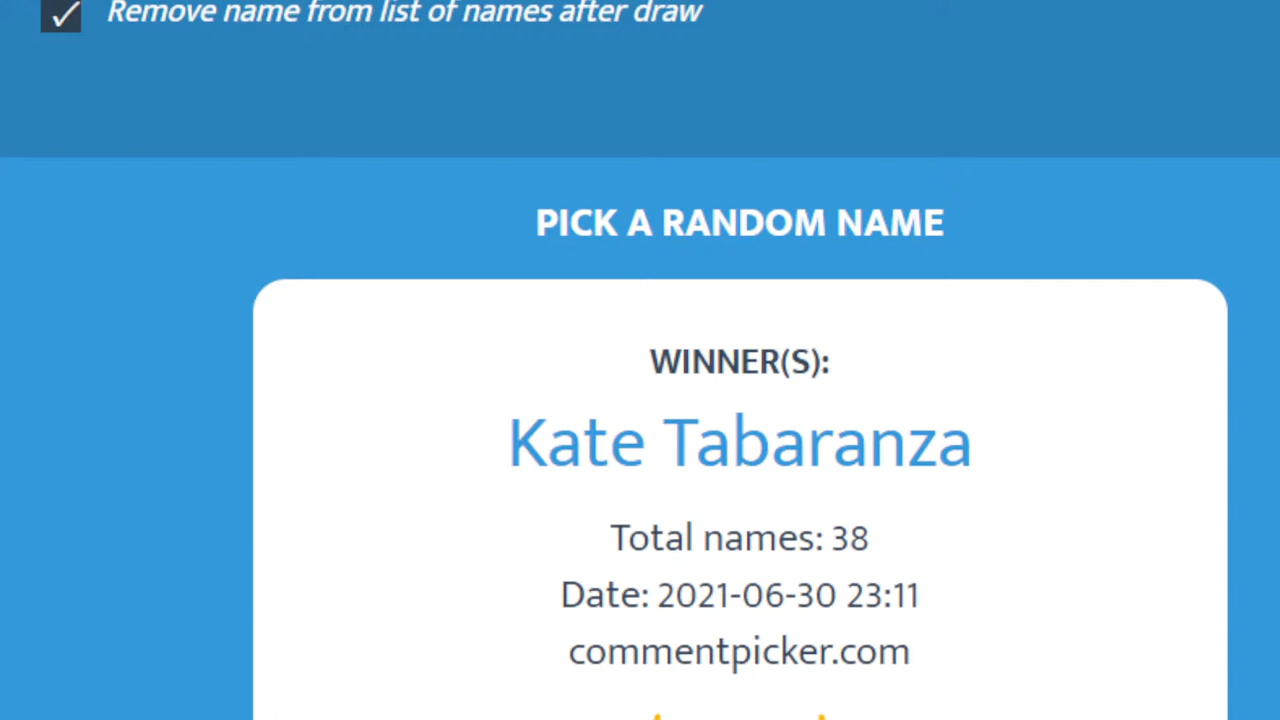 Remove name from list of names after draw
PICK A RANDOM NAME
WINNER(S):
Kate Tabaranza
Total names: 38
Date: 2021-06-30 23:11
commentpicker.com